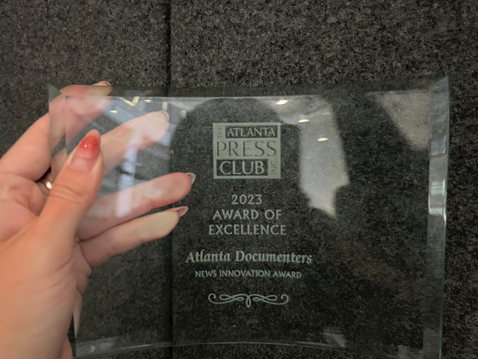 THE
ATLANTA
PRESS
CLUB
INC
2023
AWARD OF
EXCELLENCE
Atlanta Documenters
NEWS INNOVATION AWARD